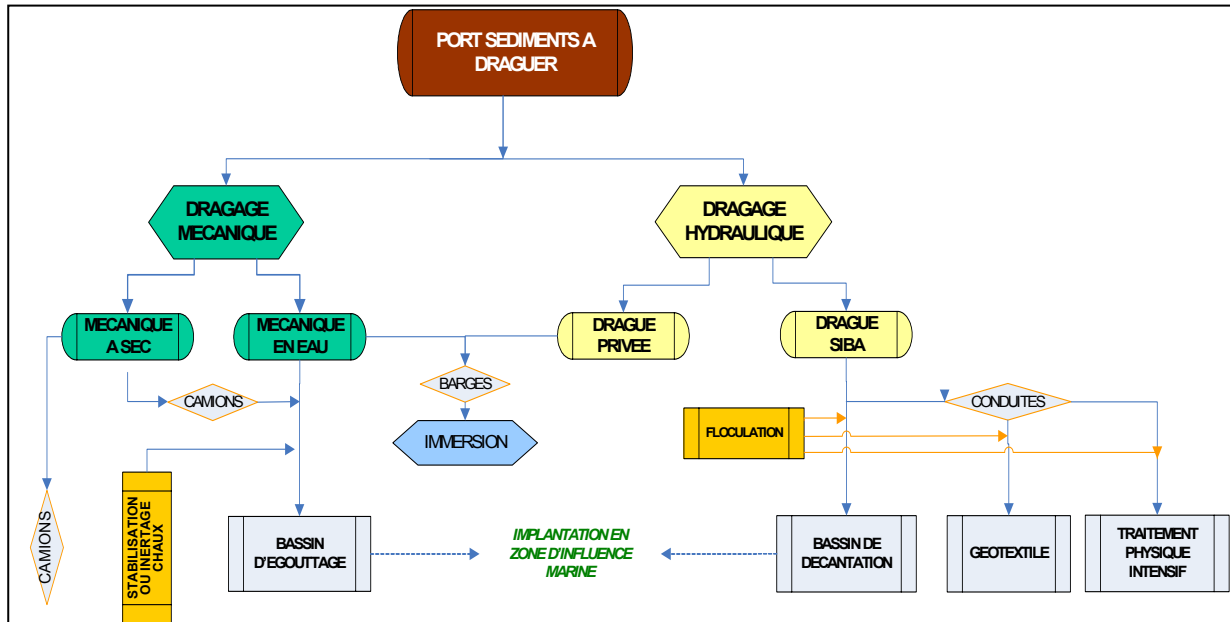 PORT SEDIMENTS A
DRAGUER
DRAGAGE
MECANIQUE
DRAGAGE
HYDRAULIQUE
MECANIQUE
A SEC
MECANIQUE
EN EAU
DRAGUE
PRIVEE
DRAGUE
SIBA
CAMIONS
BARGES
CONDUITES
FLOCULATION
IMMERSION
CAMIONS
STABILISATION
OU INERTAGE
CHAUX
BASSIN
D'EGOUTTAGE
IMPLANTATION EN
ZONE D'INFLUENCE
MARINE
BASSIN DE
DECANTATION
GEOTEXTILE
TRAITEMENT
PHYSIQUE
INTENSIF